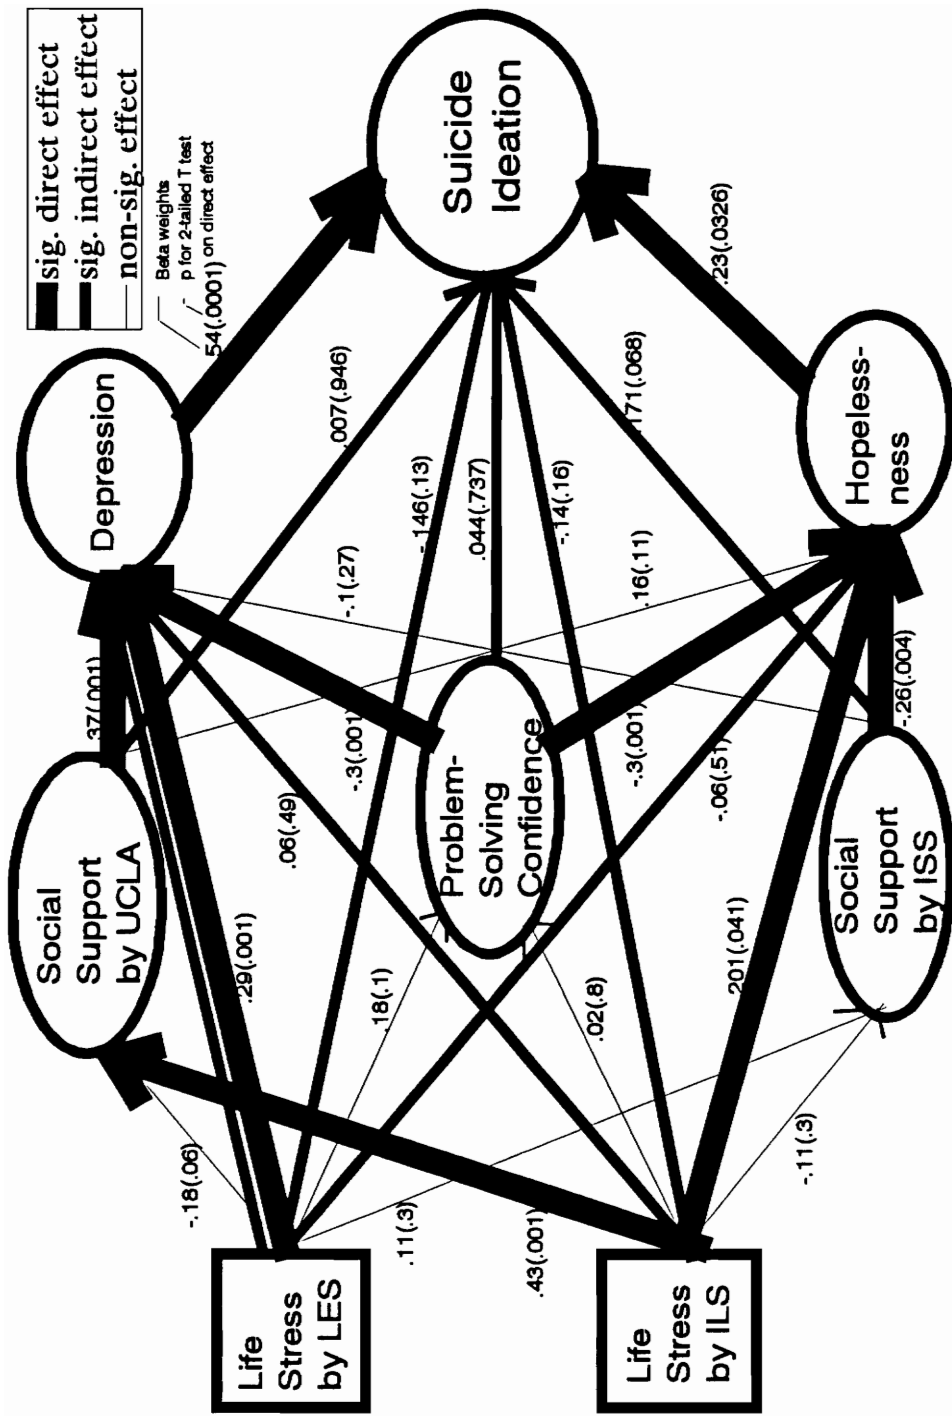 sig. direct effect
sig. indirect effect
non-sig. effect
Beta weights
p for 2-tailed T test
on direct effect
.54(.0001)
Depression
Suicide
Ideation
Hopeless-
ness
Social
Support
by UCLA
Problem-
Solving
Confidence
Social
Support
by ISS
Life
Stress
by LES
Life
Stress
by ILS
.37(.001)
.007(.946)
-.1(.27)
-.146(.13)
.044(.737)
-.14(.16)
.171(.068)
.23(.0326)
.16(.11)
.06(.49)
-.3(.001)
-.3(.001)
-.06(.51)
-.26(.004)
.29(.001)
.18(.1)
.02(.8)
.201(.041)
-.18(.06)
.11(.3)
.43(.001)
-.11(.3)